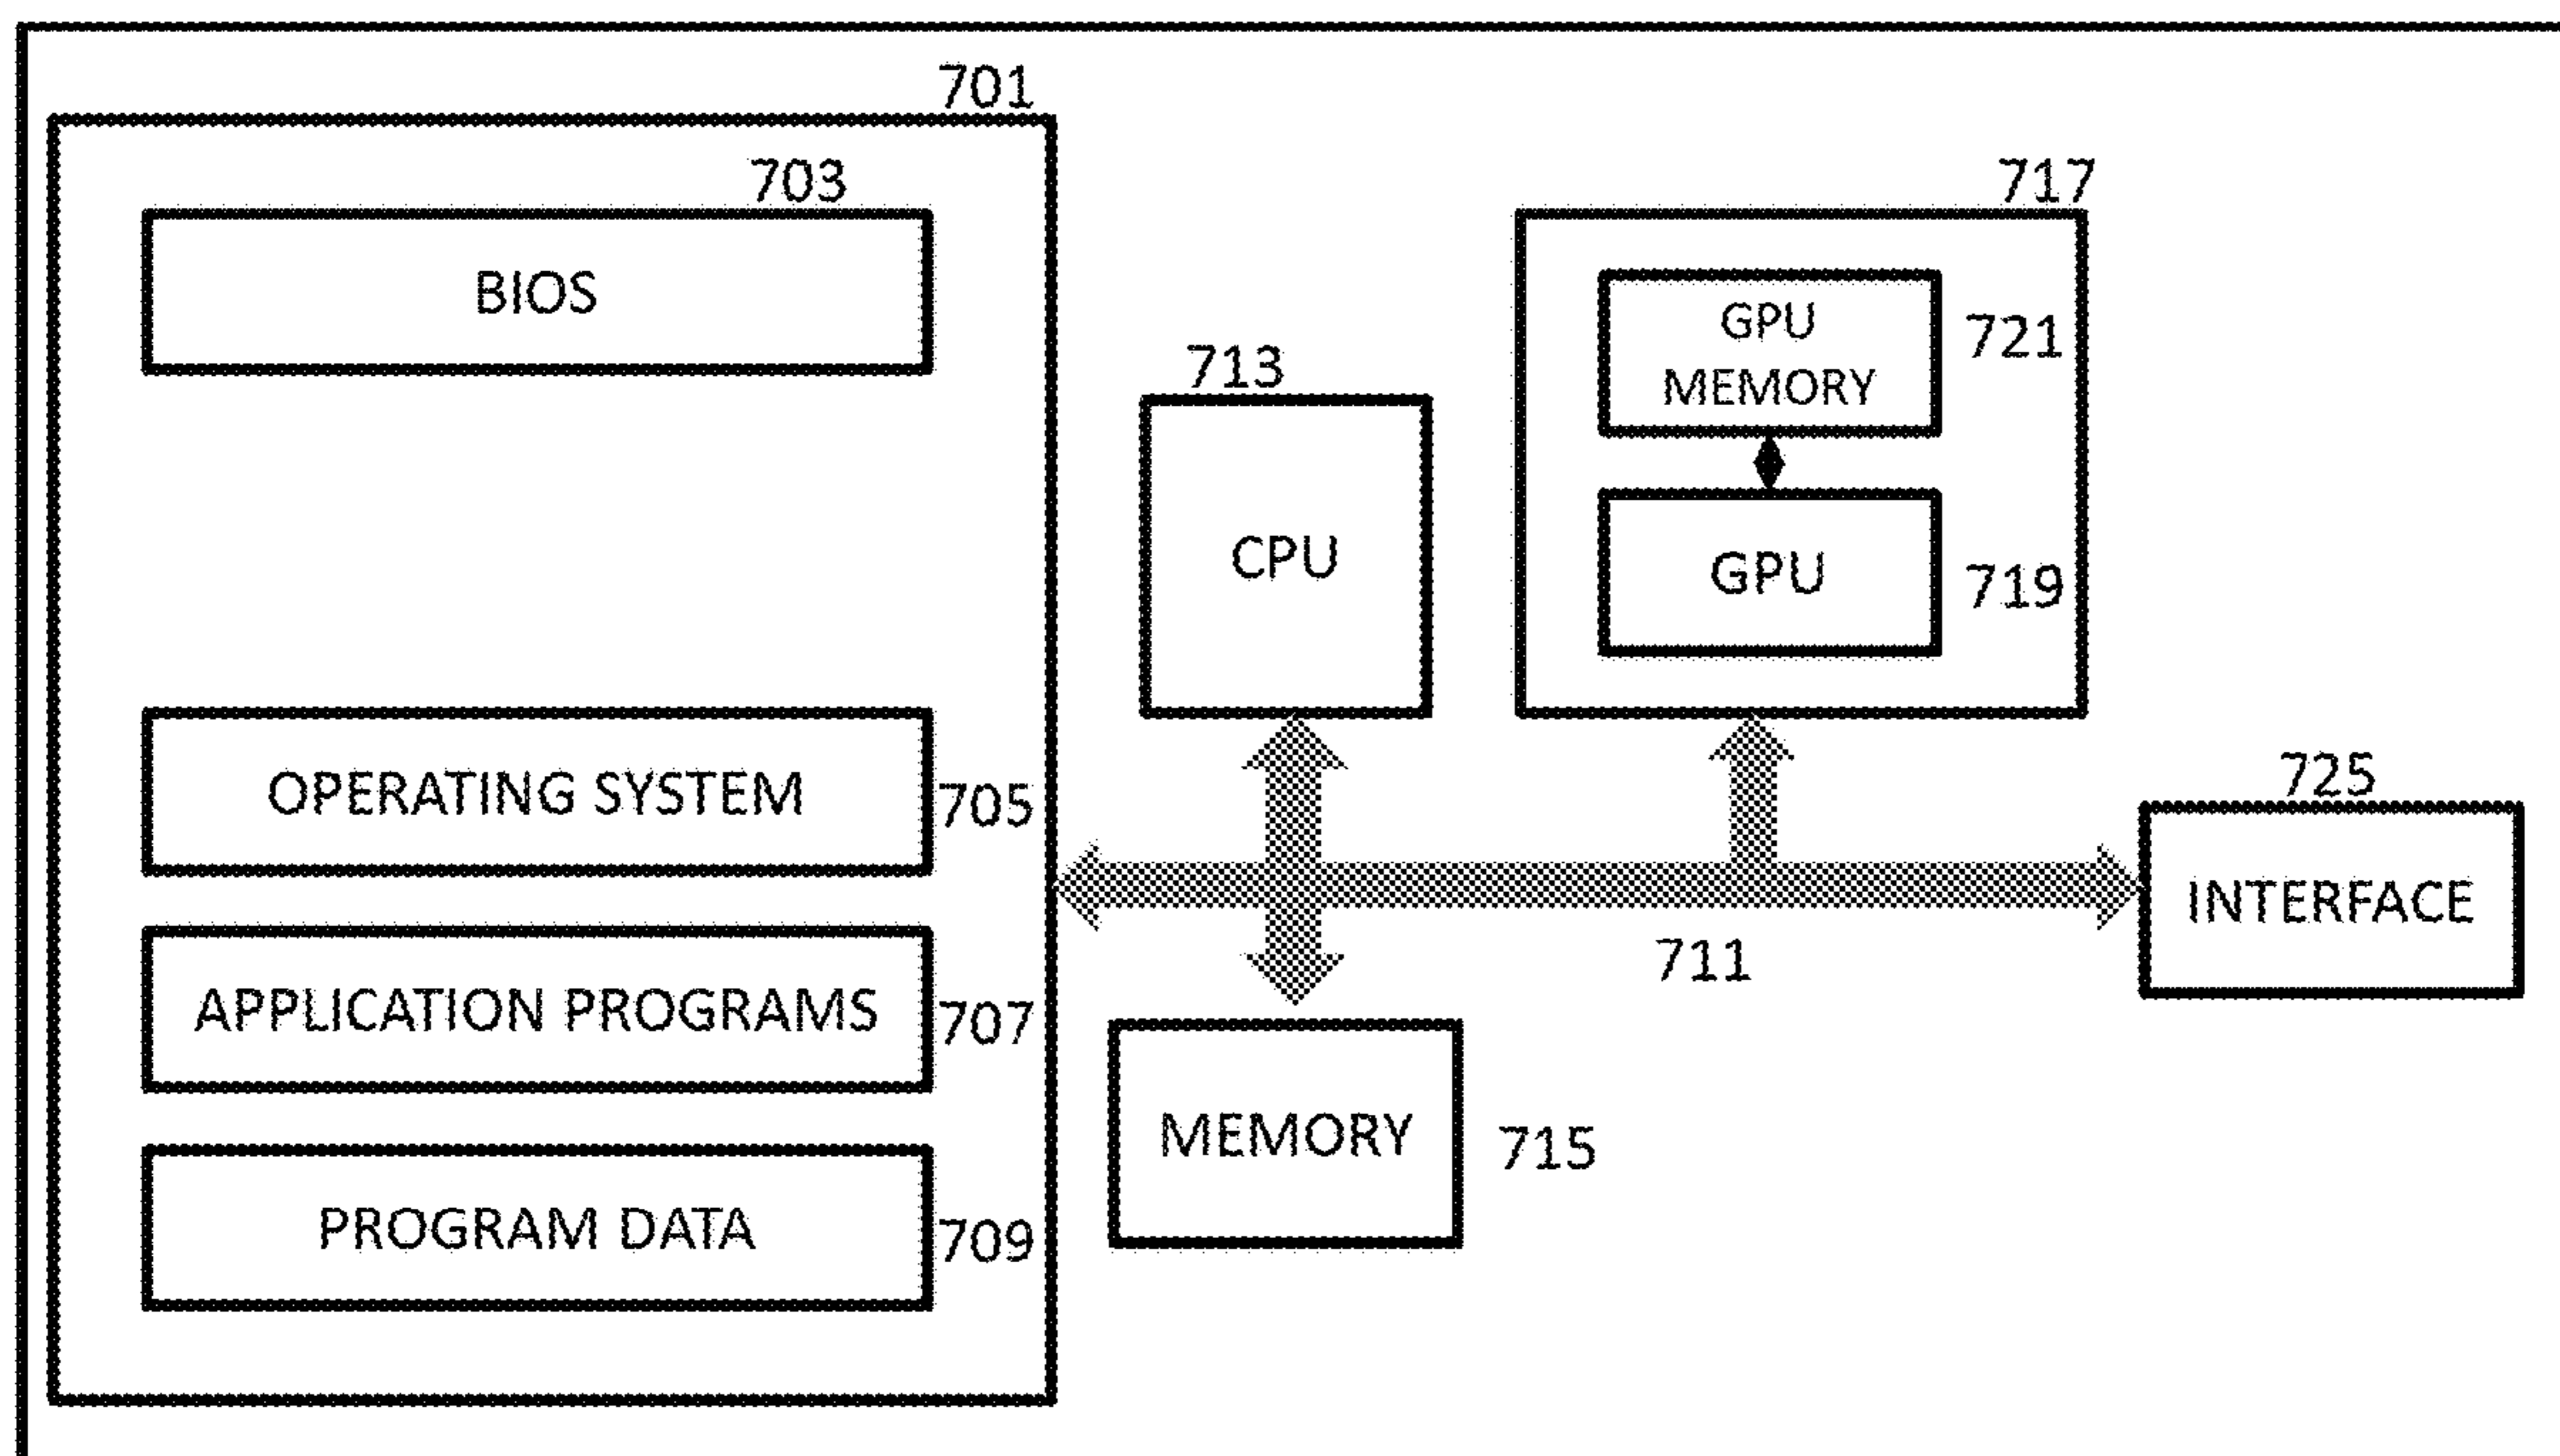 701
703
BIOS
OPERATING SYSTEM
705
APPLICATION PROGRAMS
707
PROGRAM DATA
709
713
CPU
717
GPU
MEMORY
721
GPU
719
711
MEMORY
715
725
INTERFACE